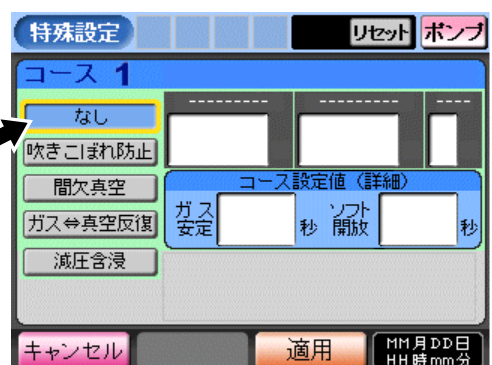 特殊設定 リセット ポンプ
コース 1
なし
吹きこぼれ防止
間欠真空
ガス⇔真空反復
減圧含浸
---------- ---------- ----
コース設定値(詳細)
ガス安定 秒 ソフト開放 秒
キャンセル 適用 MM月DD日
HH時mm分